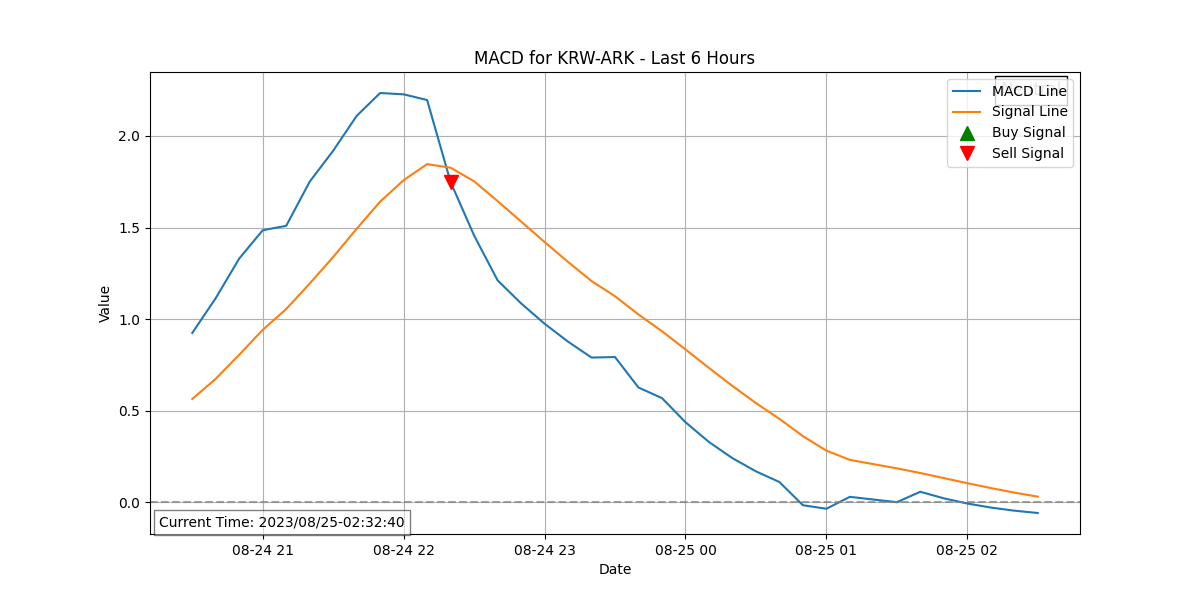 MACD for KRW-ARK - Last 6 Hours
MACD Line
Signal Line
Buy Signal
Sell Signal
Value
2.0
1.5
1.0
0.5
0.0
Current Time: 2023/08/25-02:32:40
08-24 21
08-24 22
08-24 23
08-25 00
08-25 01
08-25 02
Date